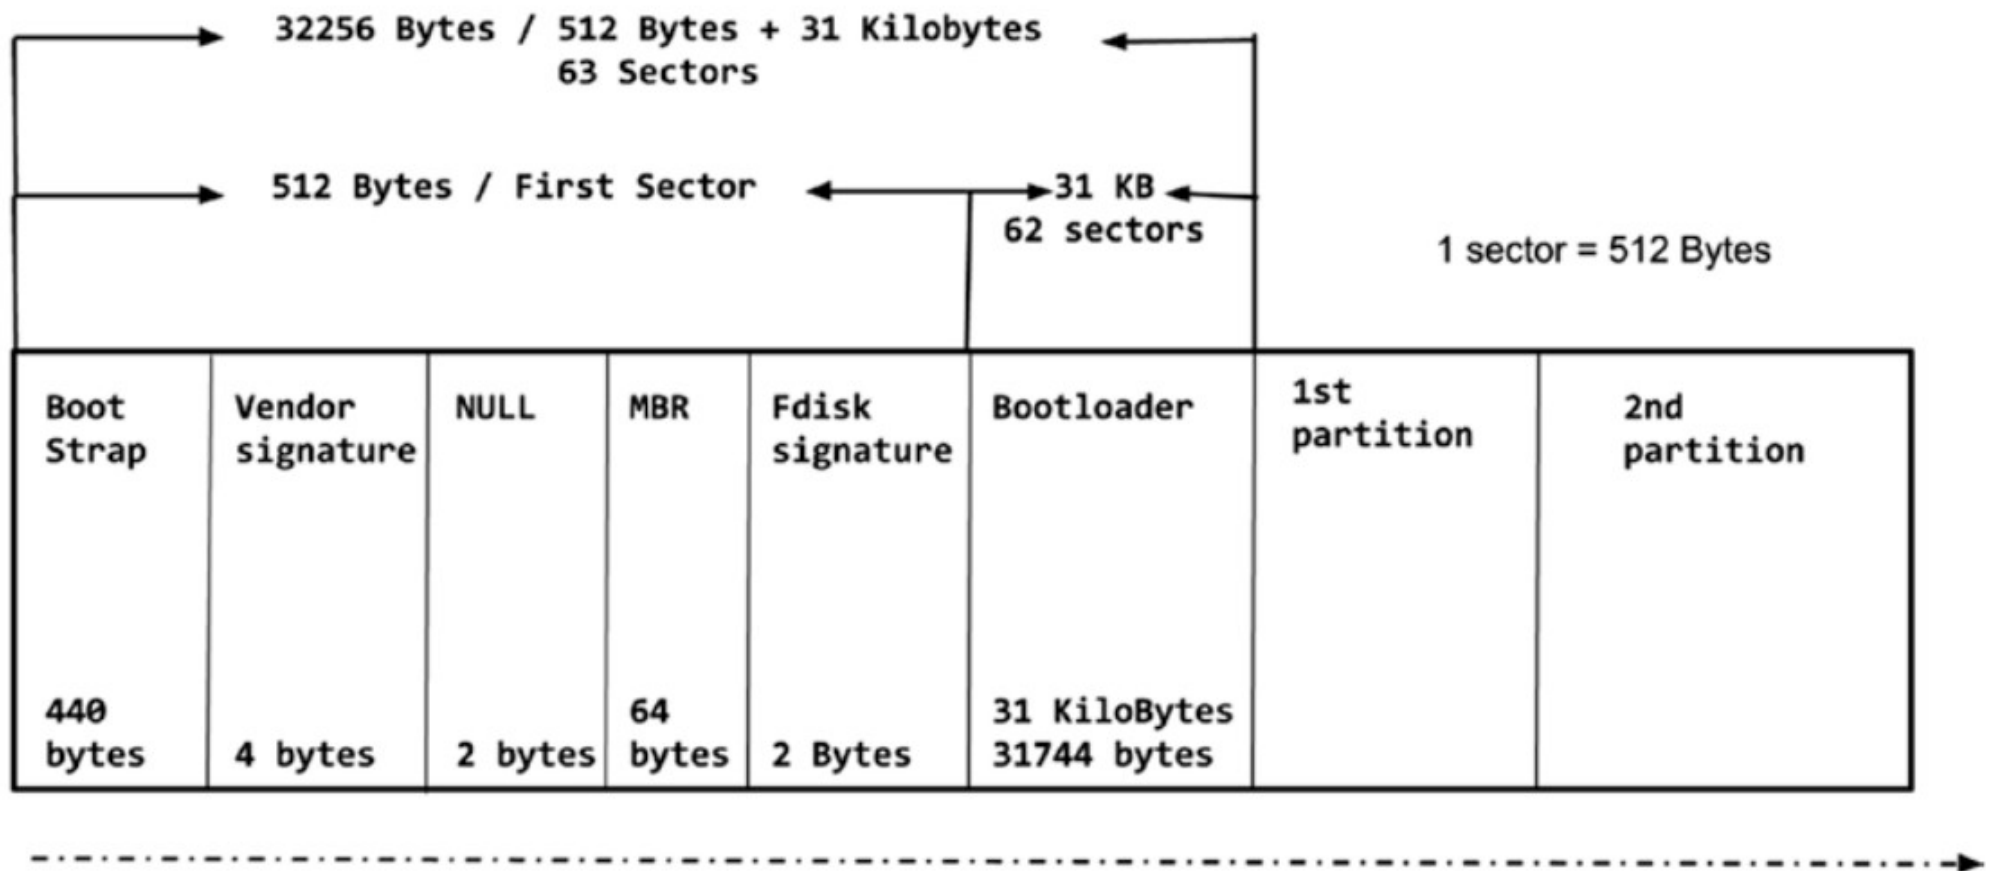 32256 Bytes / 512 Bytes + 31 Kilobytes
63 Sectors
512 Bytes / First Sector
31 KB
62 sectors
1 sector = 512 Bytes
Boot
Strap
440
bytes
Vendor
signature
4 bytes
NULL
2 bytes
MBR
64
bytes
Fdisk
signature
2 Bytes
Bootloader
31 KiloBytes
31744 bytes
1st
partition
2nd
partition